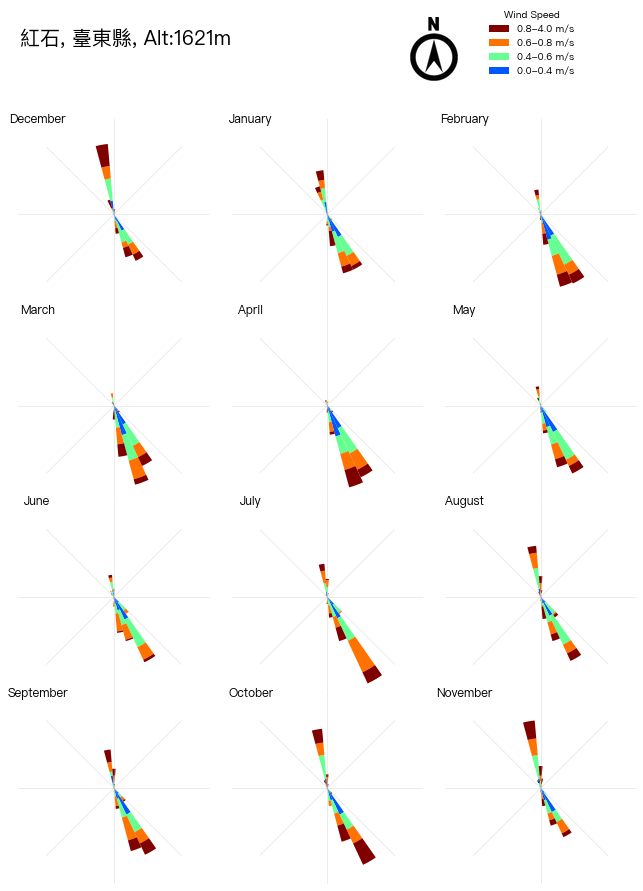 紅石, 臺東縣, Alt:1621m
N
Wind Speed
0.8–4.0 m/s
0.6–0.8 m/s
0.4–0.6 m/s
0.0–0.4 m/s
December
January
February
March
April
May
June
July
August
September
October
November